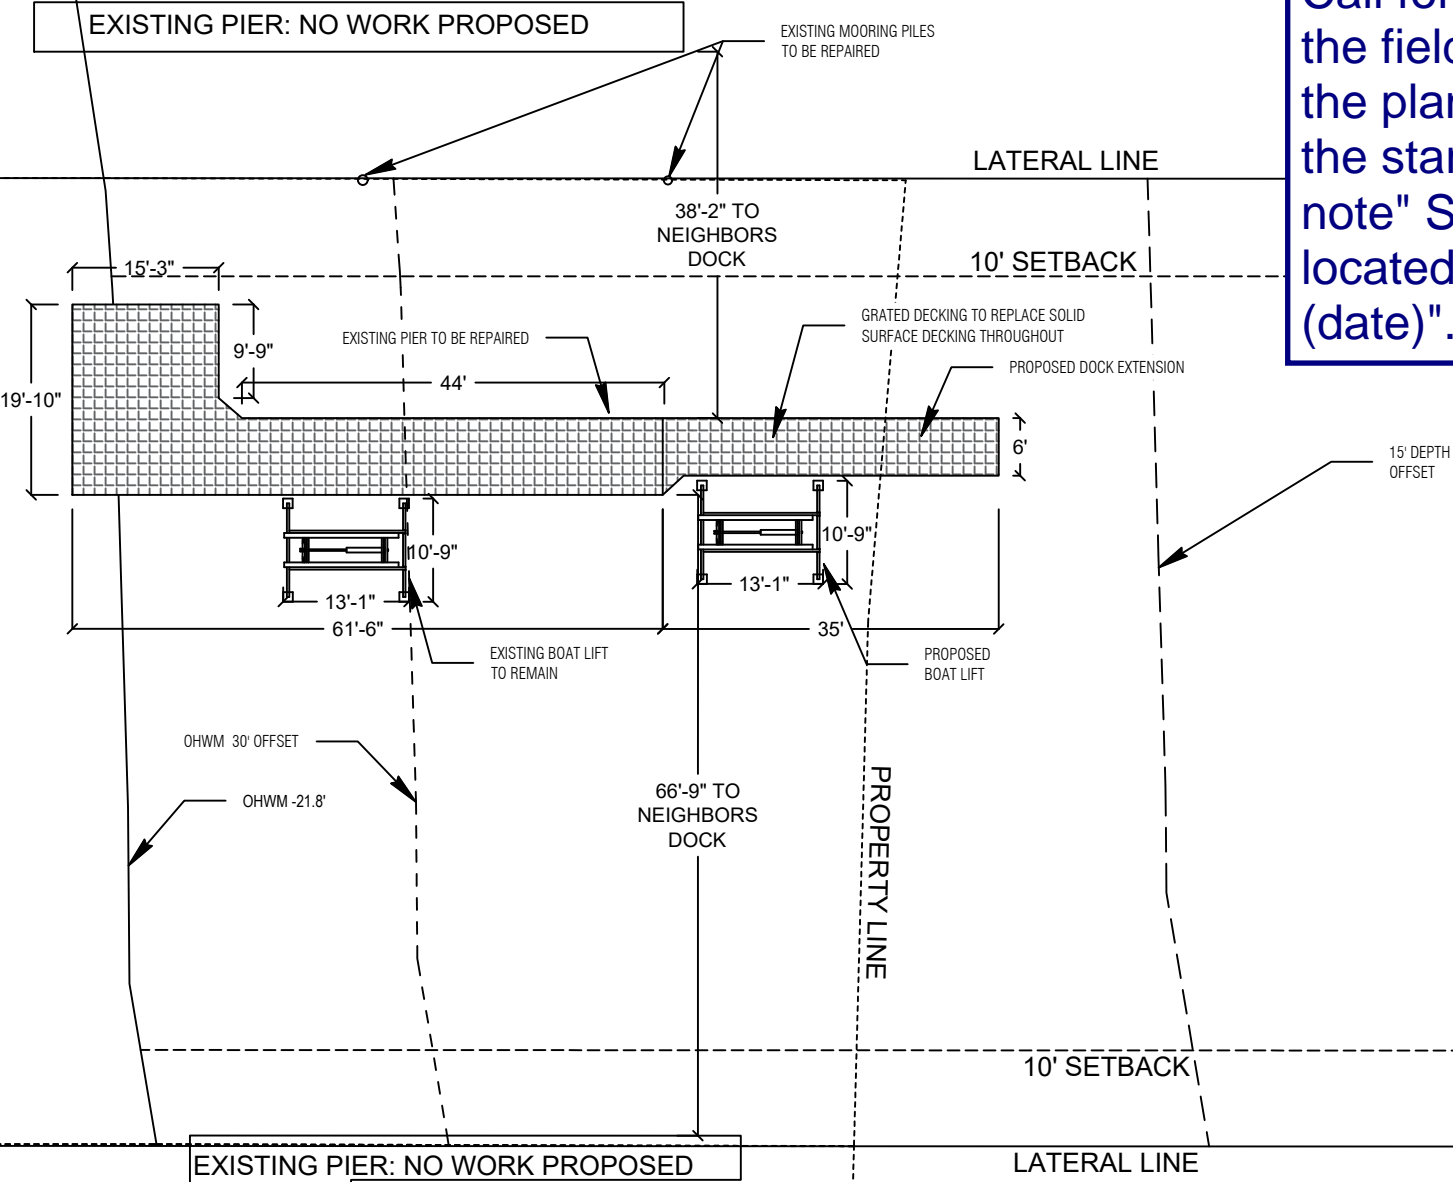 EXISTING PIER: NO WORK PROPOSED
EXISTING MOORING PILES
TO BE REPAIRED
the field
the plan
the star
note" S
located
(date)".
LATERAL LINE
38'-2" TO
NEIGHBORS
DOCK
10' SETBACK
15'-3"
GRATED DECKING TO REPLACE SOLID
SURFACE DECKING THROUGHOUT
EXISTING PIER TO BE REPAIRED
9'-9"
PROPOSED DOCK EXTENSION
44'
19'-10"
6'
15' DEPTH
OFFSET
10'-9"
10'-9"
13'-1"
13'-1"
61'-6"
35'
EXISTING BOAT LIFT
TO REMAIN
PROPOSED
BOAT LIFT
OHWM 30' OFFSET
OHWM -21.8'
66'-9" TO
NEIGHBORS
DOCK
PROPERTY LINE
10' SETBACK
EXISTING PIER: NO WORK PROPOSED
LATERAL LINE